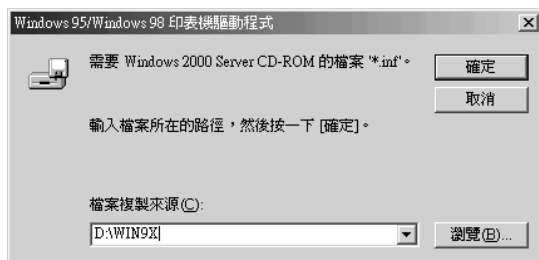 Windows 95/Windows 98 印表機驅動程式
需要 Windows 2000 Server CD-ROM 的檔案 '*.inf'。
確定
取消
輸入檔案所在的路徑，然後按一下 [確定]。
檔案複製來源(C):
D:\WIN9X
瀏覽(B)...